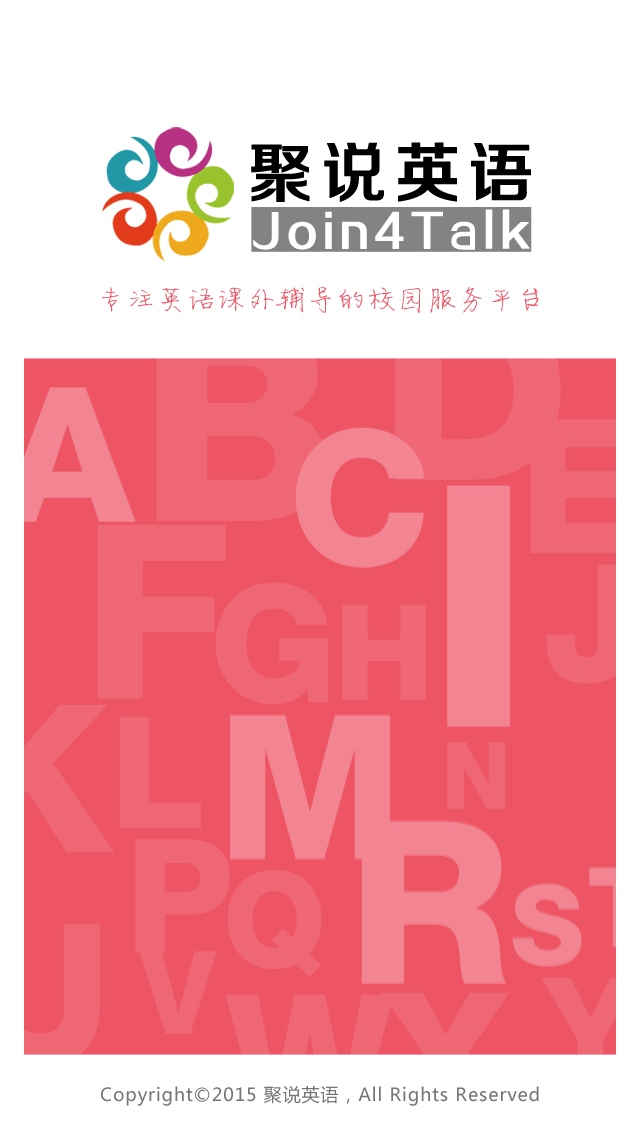 聚说英语
Join4Talk
专注英语课外辅导的校园服务平台
A B D
C E
F I
G H J
K L M N
P Q R S T
J V W X Y Y
Copyright©2015 聚说英语，All Rights Reserved